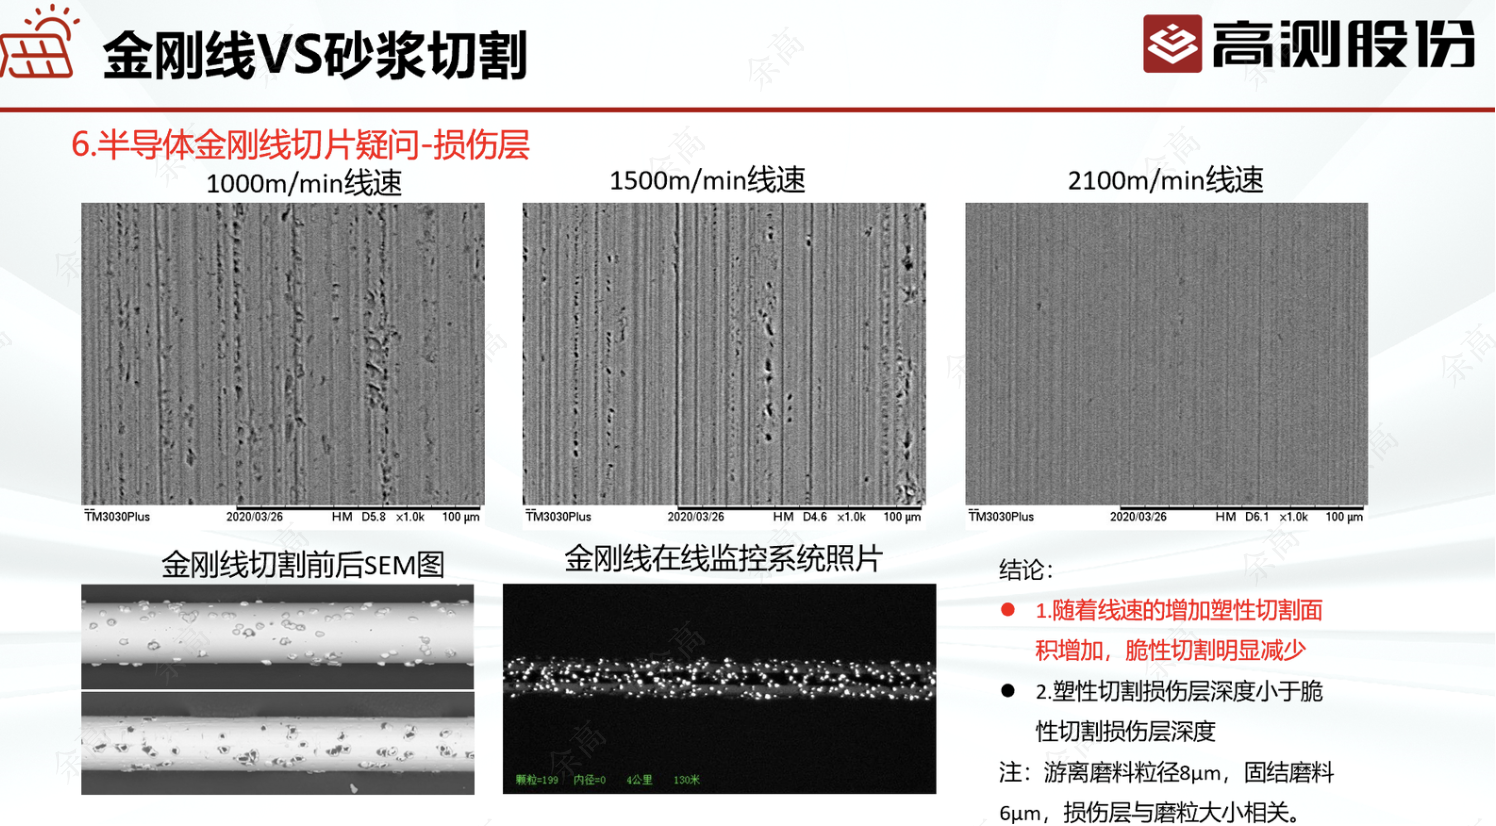 金刚线VS砂浆切割
高测股份
6.半导体金刚线切片疑问-损伤层
1000m/min线速
1500m/min线速
2100m/min线速
TM3030Plus 2020/03/26 HM D5.8 x1.0k 100 μm
TM3030Plus 2020/03/26 HM D4.6 x1.0k 100 μm
TM3030Plus 2020/03/26 HM D6.1 x1.0k 100 μm
金刚线切割前后SEM图
金刚线在线监控系统照片
颗粒=199 内径=0 4公里 130米
结论：
1.随着线速的增加塑性切割面
积增加，脆性切割明显减少
2.塑性切割损伤层深度小于脆
性切割损伤层深度
注：游离磨料粒径8μm，固结磨料
6μm，损伤层与磨粒大小相关。
余高